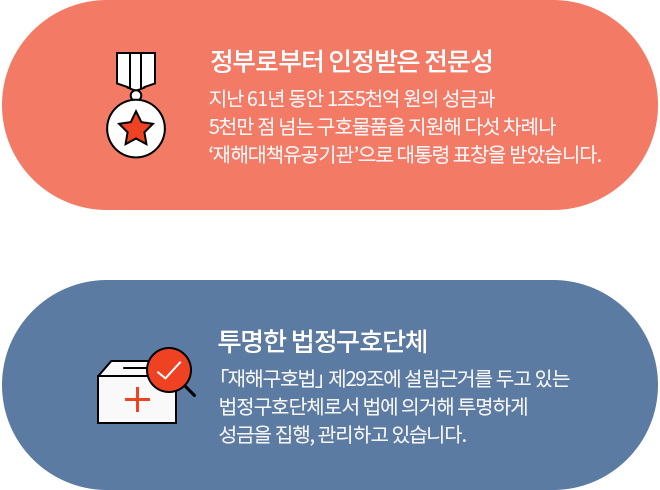 정부로부터 인정받은 전문성
지난 61년 동안 1조5천억 원의 성금과
5천만 점 넘는 구호물품을 지원해 다섯 차례나
‘재해대책유공기관’으로 대통령 표창을 받았습니다.
투명한 법정구호단체
「재해구호법」 제29조에 설립근거를 두고 있는
법정구호단체로서 법에 의거해 투명하게
성금을 집행, 관리하고 있습니다.